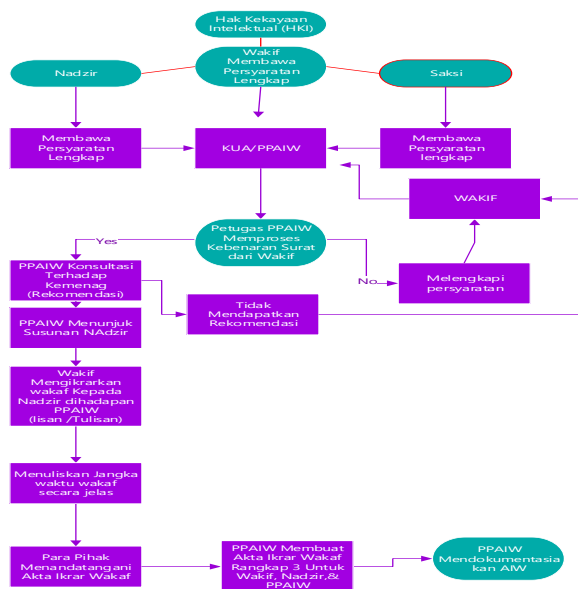 Hak Kekayaan
Intelektual (HKI)
Nadzir
Wakif
Membawa
Persyaratan
Lengkap
Saksi
Membawa
Persyaratan
Lengkap
KUA/PPAIW
Membawa
Persyaratan
lengkap
WAKIF
Petugas PPAIW
Memproses
Kebenaran Surat
dari Wakif
Yes
No
PPAIW Konsultasi
Terhadap
Kemenag
(Rekomendasi)
Melengkapi
persyaratan
Tidak
Mendapatkan
Rekomendasi
PPAIW Menunjuk
Susunan NAdzir
Wakif
Mengikrarkan
wakaf Kepada
Nadzir dihadapan
PPAIW
(lisan /Tulisan)
Menuliskan Jangka
waktu wakaf
secara jelas
Para Pihak
Menandatangani
Akta Ikrar Wakaf
PPAIW Membuat
Akta Ikrar Wakaf
Rangkap 3 Untuk
Wakif, Nadzir,&
PPAIW
PPAIW
Mendokumentasia
kan AIW